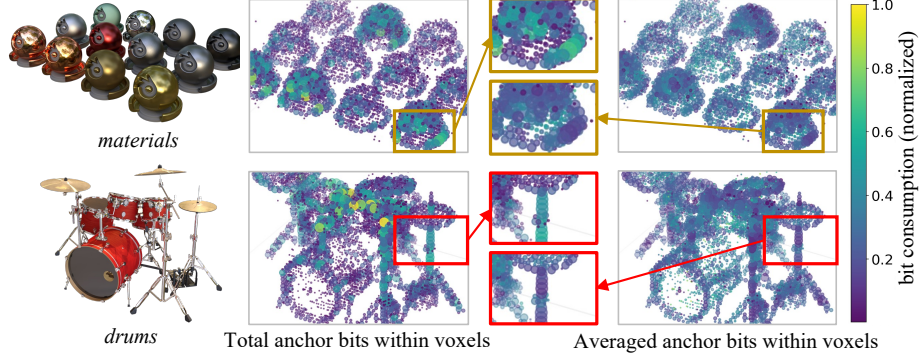 materials
drums
Total anchor bits within voxels
Averaged anchor bits within voxels
1.0
0.8
0.6
0.4
0.2
bit consumption (normalized)